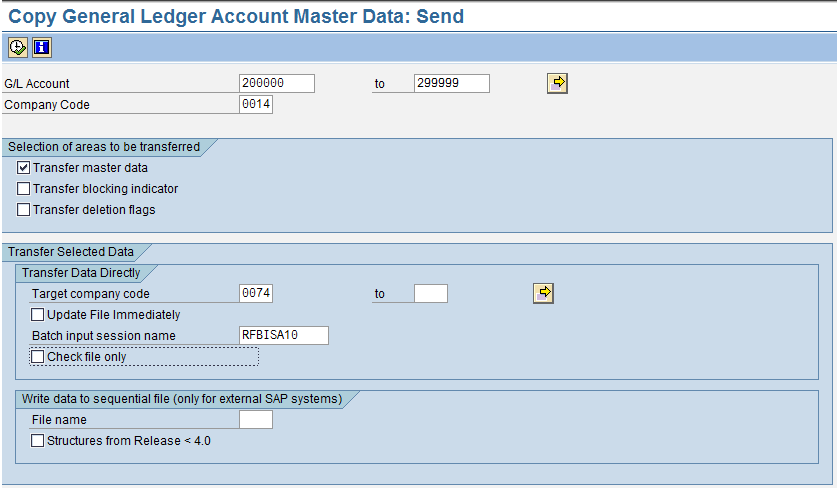 Copy General Ledger Account Master Data: Send
G/L Account 200000 to 299999
Company Code 0014
Selection of areas to be transferred
Transfer master data
Transfer blocking indicator
Transfer deletion flags
Transfer Selected Data
Transfer Data Directly
Target company code 0074 to
Update File Immediately
Batch input session name RFBISA10
Check file only
Write data to sequential file (only for external SAP systems)
File name
Structures from Release < 4.0